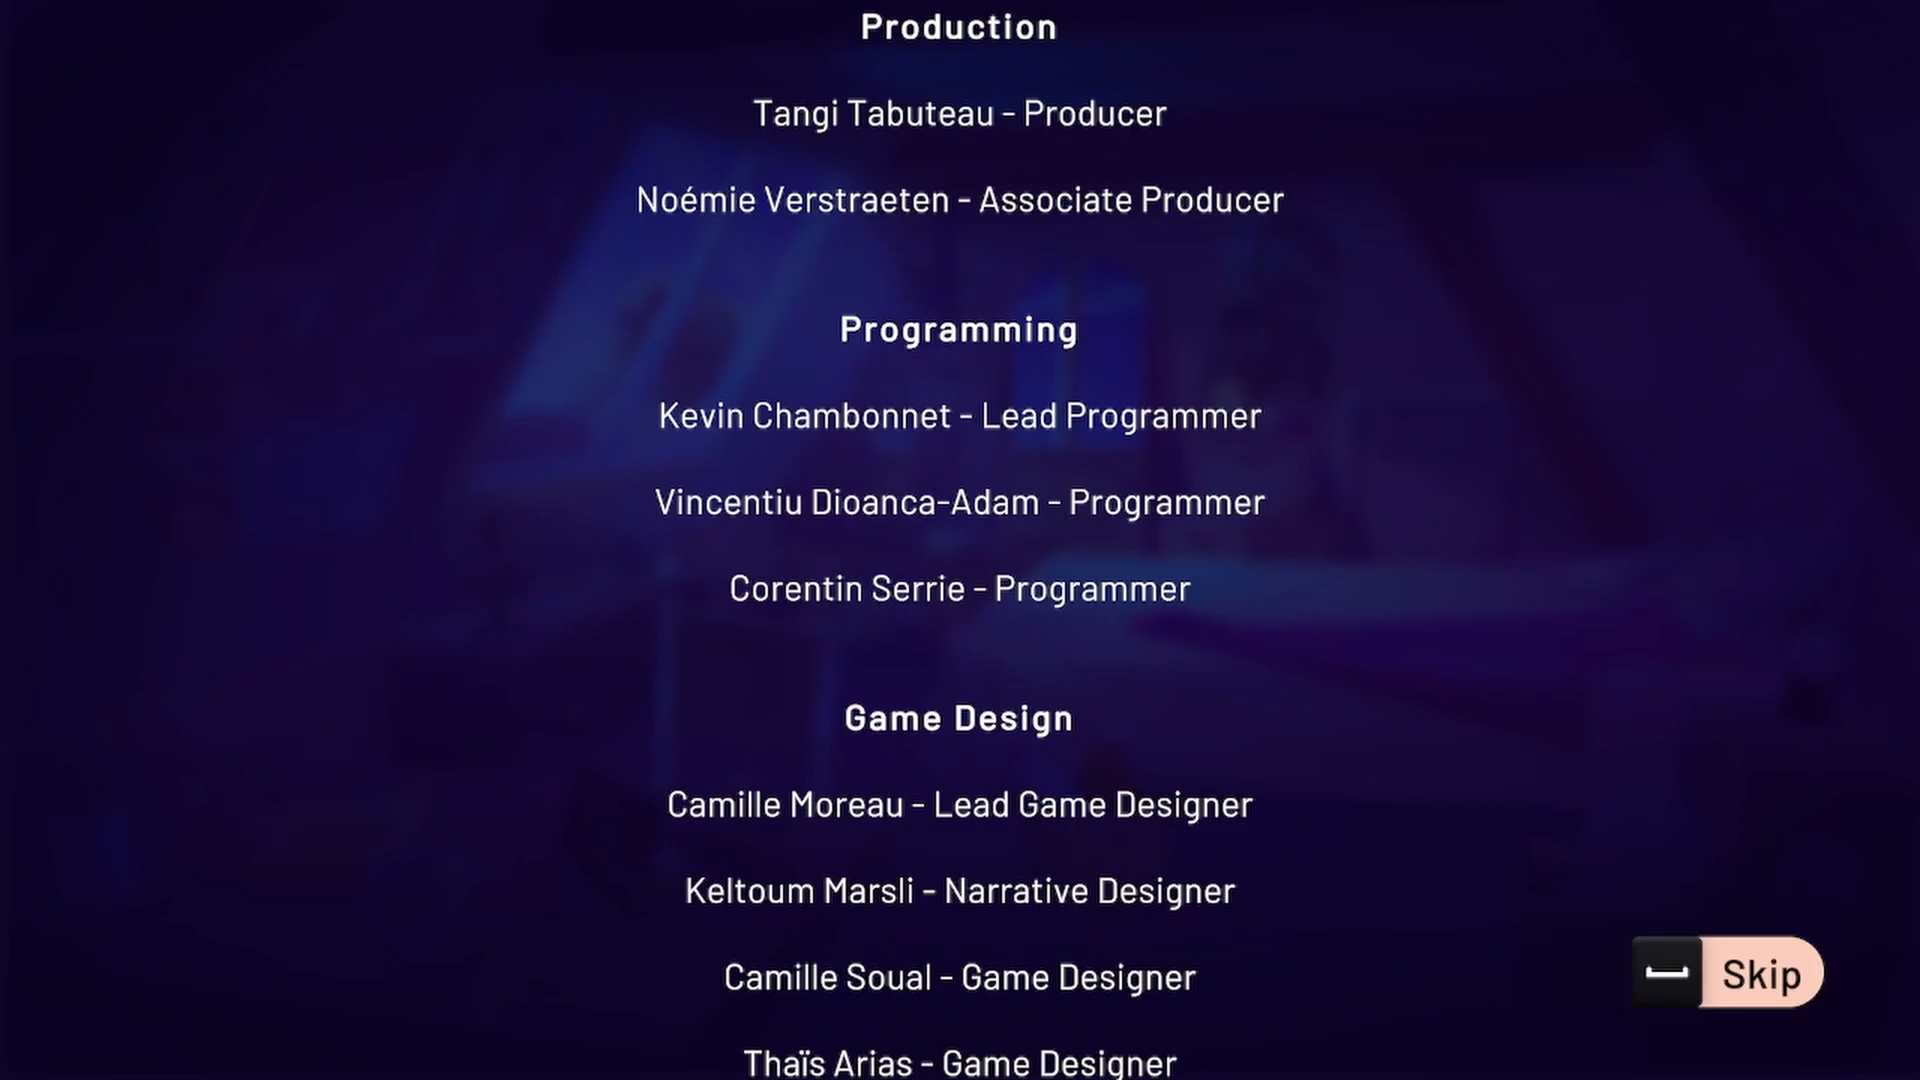 Production
Tangi Tabuteau - Producer
Noémie Verstraeten - Associate Producer
Programming
Kevin Chambonnet - Lead Programmer
Vincentiu Dioanca-Adam - Programmer
Corentin Serrie - Programmer
Game Design
Camille Moreau - Lead Game Designer
Keltoum Marsli - Narrative Designer
Camille Soual - Game Designer
Skip
Thaïs Arias - Game Designer